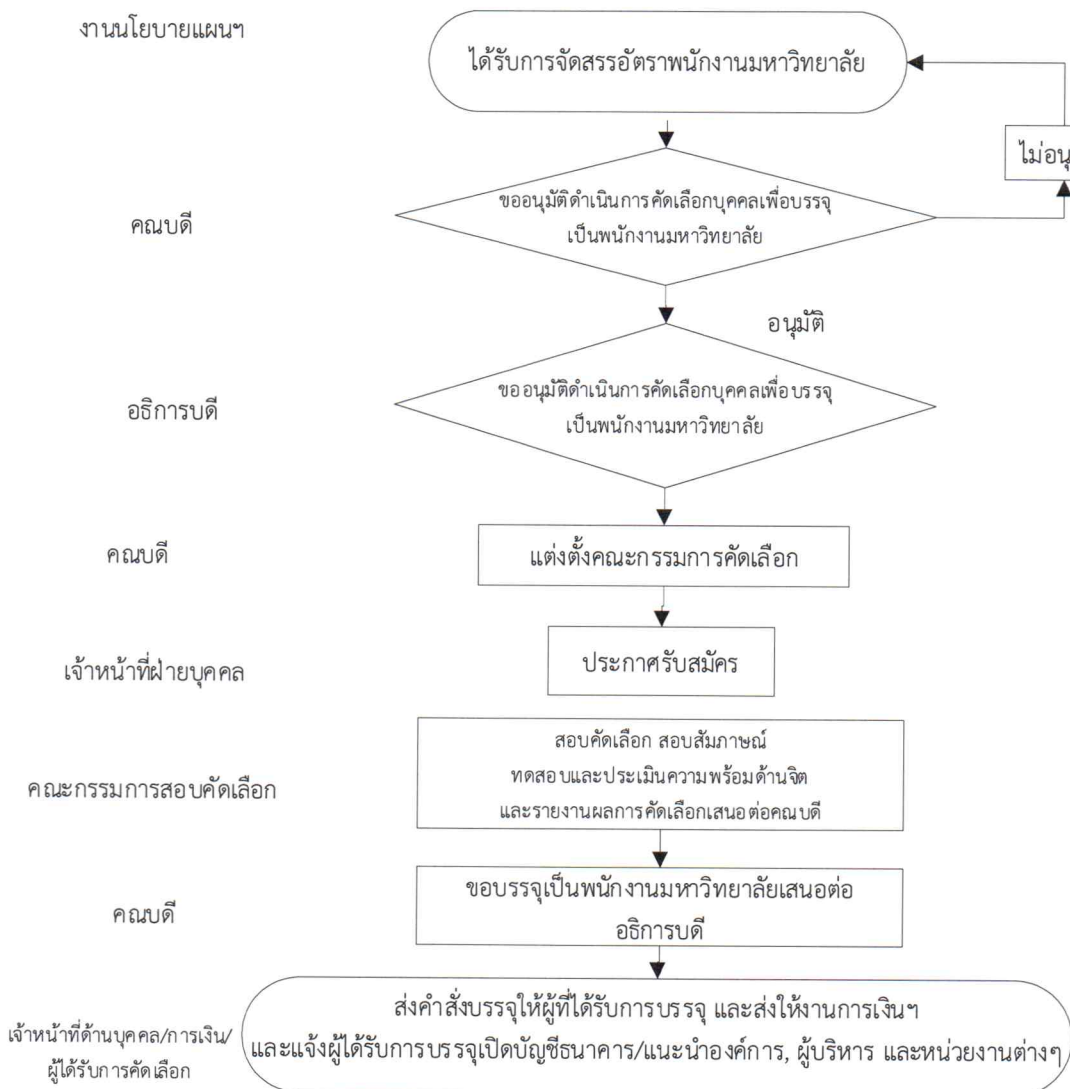 งานนโยบายแผนฯ
ได้รับการจัดสรรอัตราพนักงานมหาวิทยาลัย
ไม่อนุ
คณบดี
ขออนุมัติดำเนินการคัดเลือกบุคคลเพื่อบรรจุ
เป็นพนักงานมหาวิทยาลัย
อนุมัติ
อธิการบดี
ขออนุมัติดำเนินการคัดเลือกบุคคลเพื่อบรรจุ
เป็นพนักงานมหาวิทยาลัย
คณบดี
แต่งตั้งคณะกรรมการคัดเลือก
เจ้าหน้าที่ฝ่ายบุคคล
ประกาศรับสมัคร
คณะกรรมการสอบคัดเลือก
สอบคัดเลือก สอบสัมภาษณ์
ทดสอบและประเมินความพร้อมด้านจิต
และรายงานผลการคัดเลือกเสนอต่อคณบดี
คณบดี
ขอบรรจุเป็นพนักงานมหาวิทยาลัยเสนอต่อ
อธิการบดี
เจ้าหน้าที่ด้านบุคคล/การเงิน/
ผู้ได้รับการคัดเลือก
ส่งคำสั่งบรรจุให้ผู้ที่ได้รับการบรรจุ และส่งให้งานการเงินฯ
และแจ้งผู้ได้รับการบรรจุเปิดบัญชีธนาคาร/แนะนำองค์การ, ผู้บริหาร และหน่วยงานต่างๆ